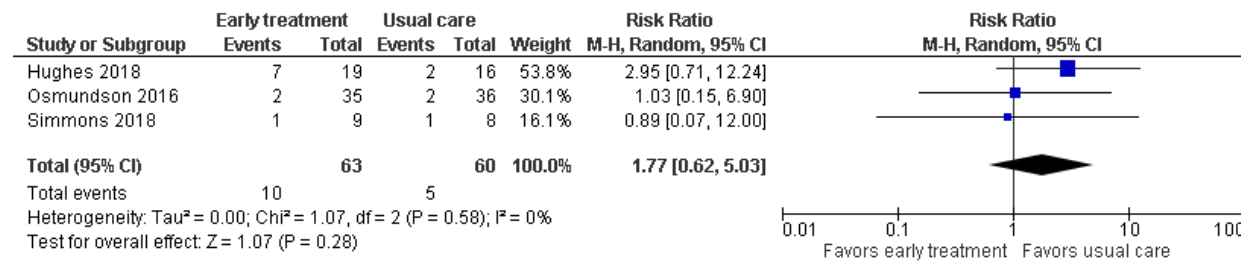 Early treatment Usual care Risk Ratio Risk Ratio
Study or Subgroup Events Total Events Total Weight M-H, Random, 95% CI M-H, Random, 95% CI
Hughes 2018 7 19 2 16 53.8% 2.95 [0.71, 12.24]
Osmundson 2016 2 35 2 36 30.1% 1.03 [0.15, 6.90]
Simmons 2018 1 9 1 8 16.1% 0.89 [0.07, 12.00]
Total (95% CI) 63 60 100.0% 1.77 [0.62, 5.03]
Total events 10 5
Heterogeneity: Tau² = 0.00; Chi² = 1.07, df = 2 (P = 0.58); I² = 0%
Test for overall effect: Z = 1.07 (P = 0.28)
0.01 0.1 1 10 100
Favors early treatment Favors usual care